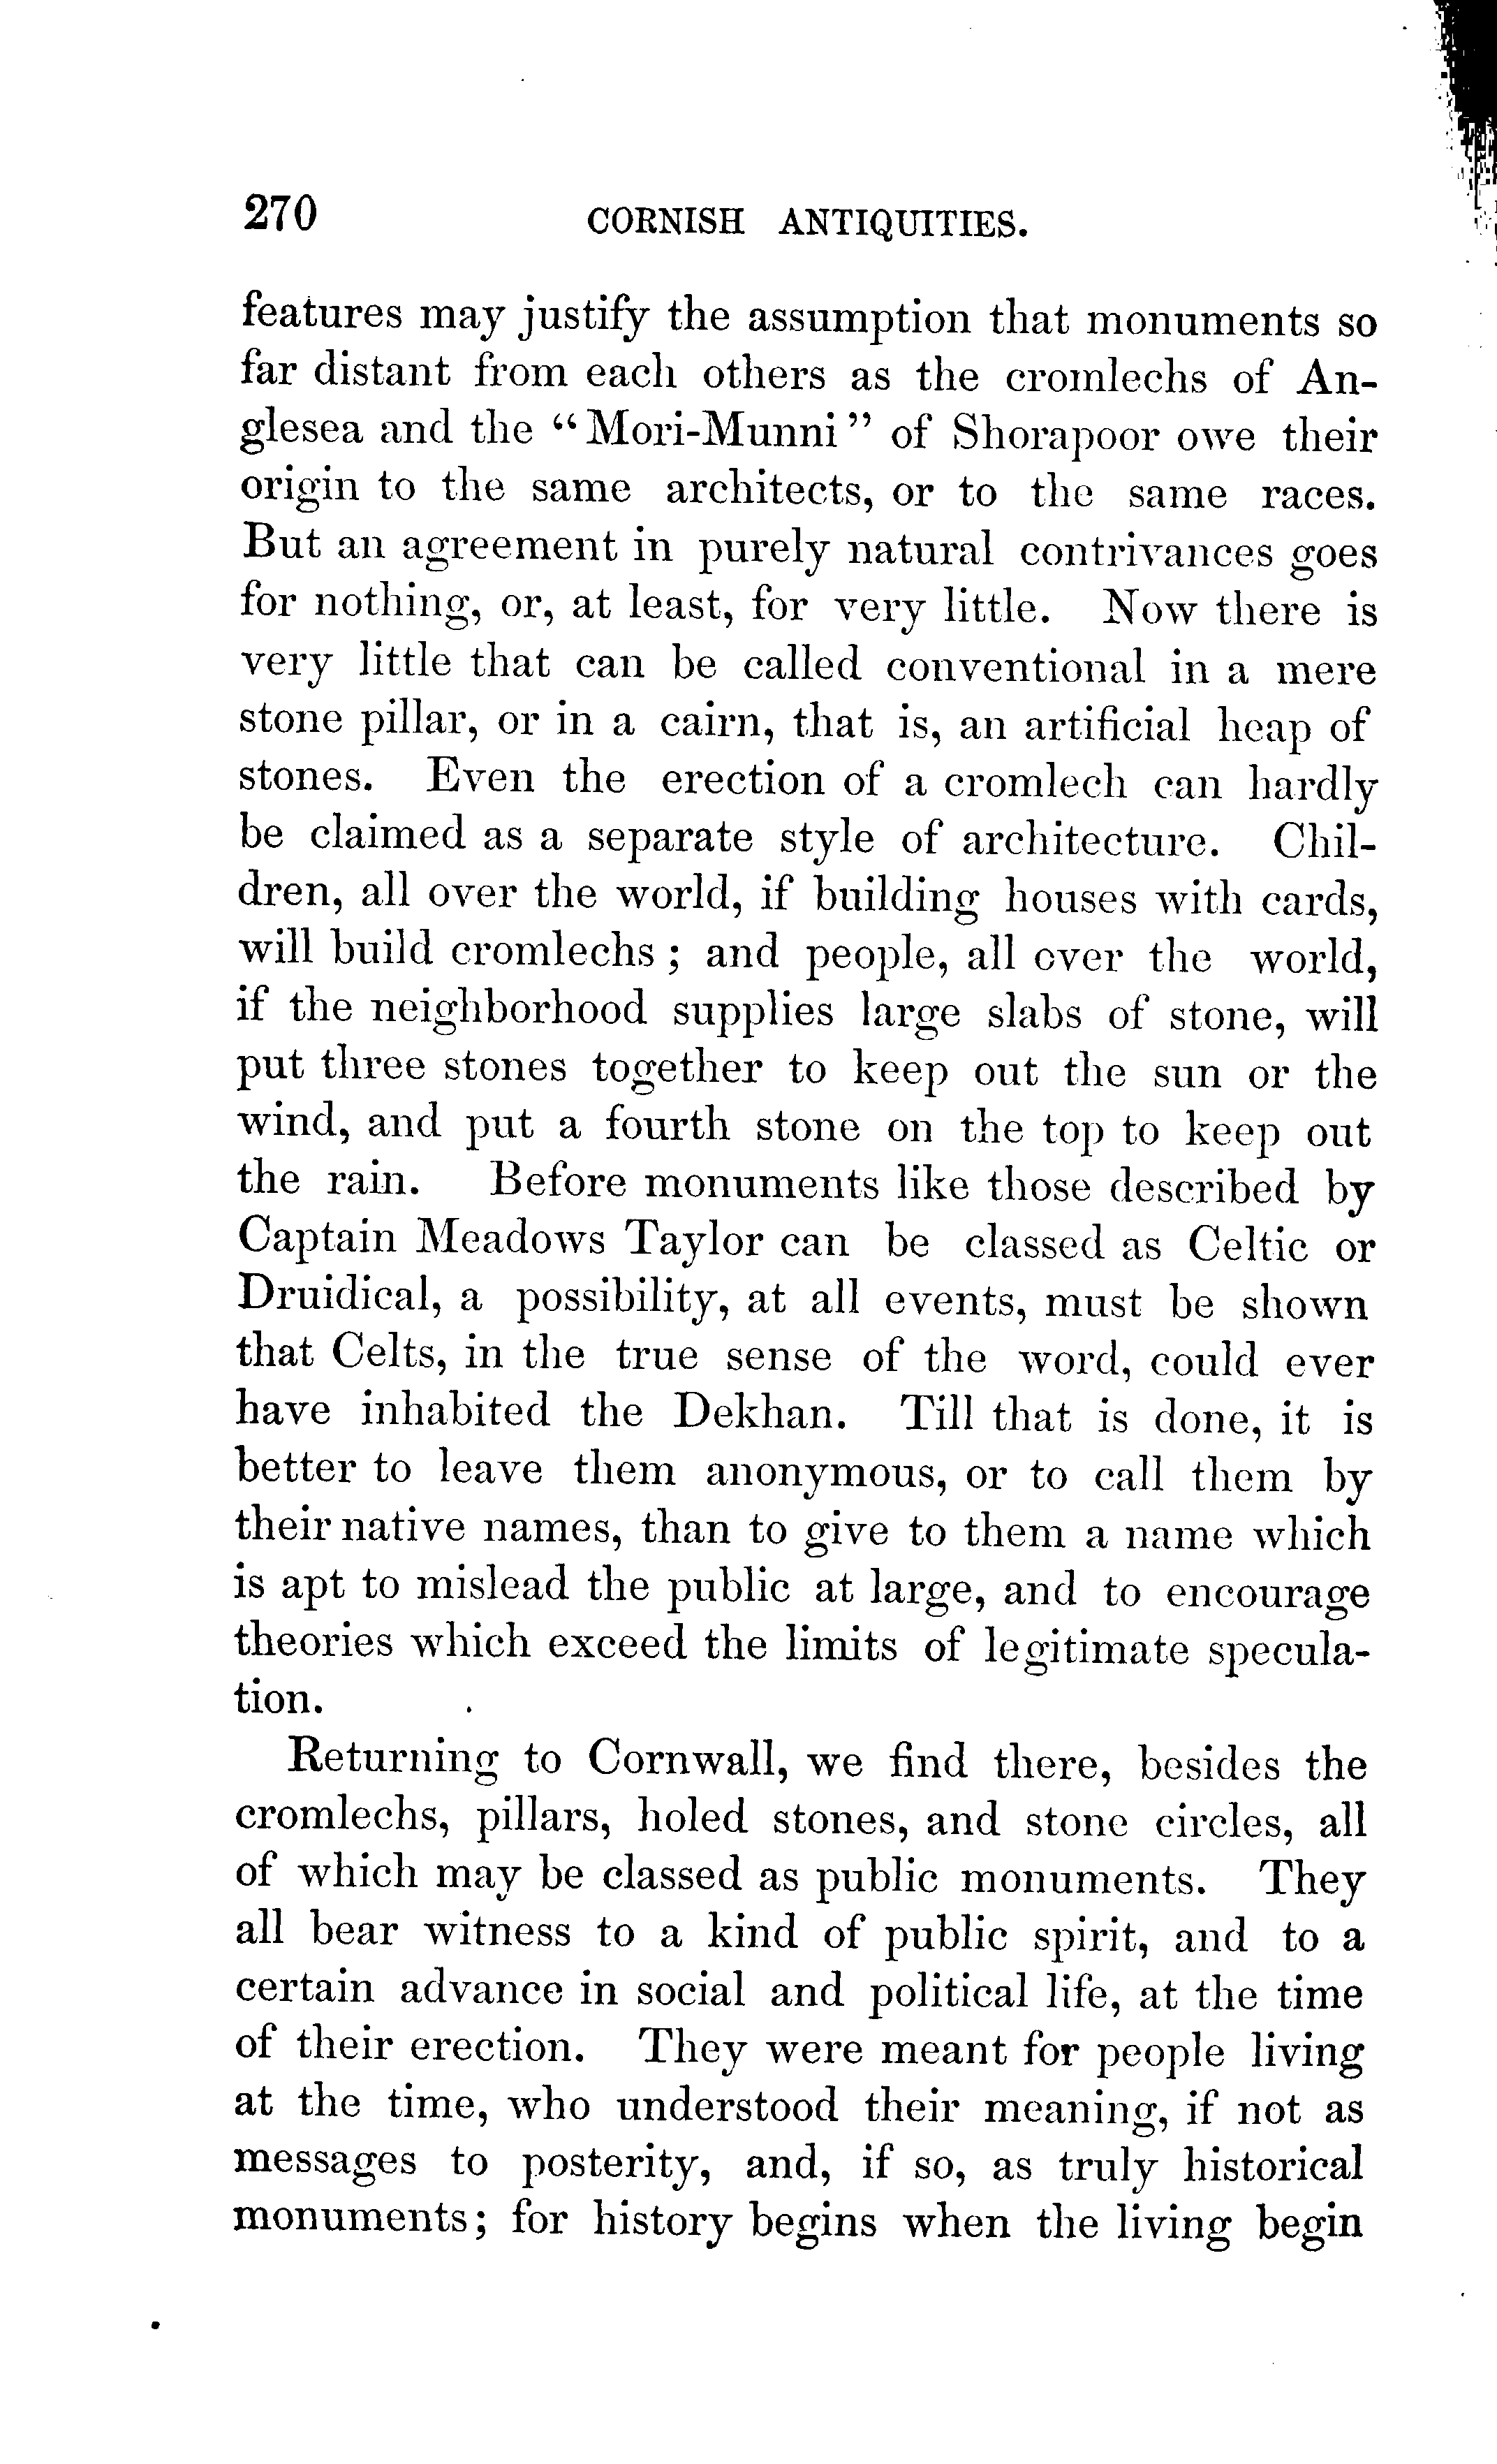 270 CORNISH ANTIQUITIES.
features may justify the assumption that monuments so
far distant from each others as the cromlechs of An-
glesea and the “Mori-Munni” of Shorapoor owe their
origin to the same architects, or to the same races.
But an agreement in purely natural contrivances goes
for nothing, or, at least, for very little. Now there is
very little that can be called conventional in a mere
stone pillar, or in a cairn, that is, an artificial heap of
stones. Even the erection of a cromlech can hardly
be claimed as a separate style of architecture. Chil-
dren, all over the world, if building houses with cards,
will build cromlechs; and people, all over the world,
if the neighborhood supplies large slabs of stone, will
put three stones together to keep out the sun or the
wind, and put a fourth stone on the top to keep out
the rain. Before monuments like those described by
Captain Meadows Taylor can be classed as Celtic or
Druidical, a possibility, at all events, must be shown
that Celts, in the true sense of the word, could ever
have inhabited the Dekhan. Till that is done, it is
better to leave them anonymous, or to call them by
their native names, than to give to them a name which
is apt to mislead the public at large, and to encourage
theories which exceed the limits of legitimate specula-
tion.
Returning to Cornwall, we find there, besides the
cromlechs, pillars, holed stones, and stone circles, all
of which may be classed as public monuments. They
all bear witness to a kind of public spirit, and to a
certain advance in social and political life, at the time
of their erection. They were meant for people living
at the time, who understood their meaning, if not as
messages to posterity, and, if so, as truly historical
monuments; for history begins when the living begin